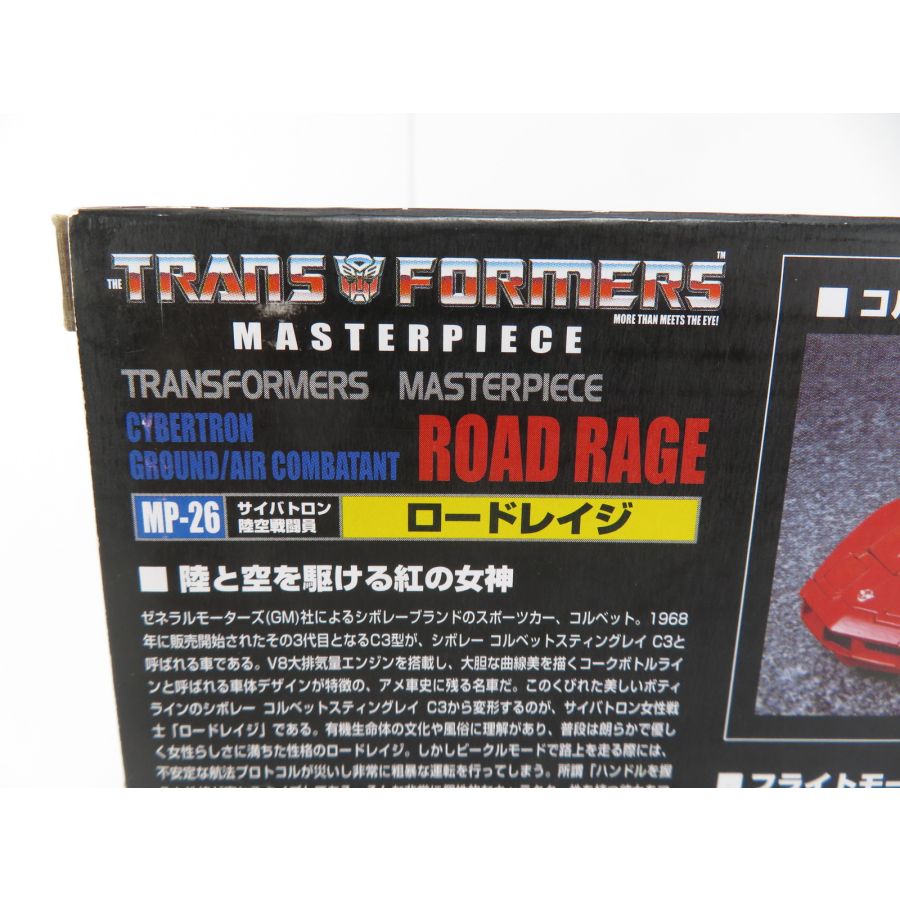 THE TRANSFORMERS™
MORE THAN MEETS THE EYE!
MASTERPIECE
TRANSFORMERS MASTERPIECE
CYBERTRON
GROUND/AIR COMBATANT ROAD RAGE
MP-26 サイバトロン
陸空戦闘員
ロードレイジ
■ 陸と空を駆ける紅の女神
ゼネラルモーターズ(GM)社によるシボレーブランドのスポーツカー、コルベット。1968
年に販売開始されたその3代目となるC3型が、シボレー コルベットスティングレイ C3と
呼ばれる車である。V8大排気量エンジンを搭載し、大胆な曲線美を描くコークボトルライ
ンと呼ばれる車体デザインが特徴の、アメ車史に残る名車だ。このくびれた美しいボディ
ラインのシボレー コルベットスティングレイ C3から変形するのが、サイバトロン女性戦
士「ロードレイジ」である。有機生命体の文化や風俗に理解があり、普段は朗らかで優し
く女性らしさに満ちた性格のロードレイジ。しかしビークルモードで路上を走る際には、
不安定な航法プロトコルが災いし非常に粗暴な運転を行ってしまう。所謂「ハンドルを握
■ コル
■ フライトモー